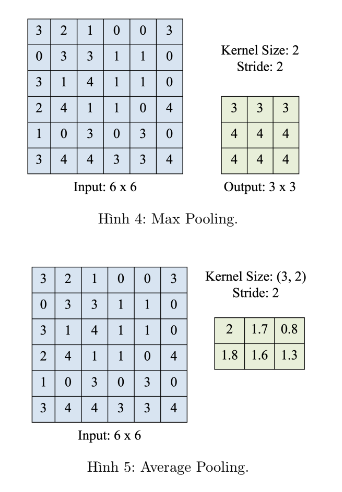 3 2 1 0 0 3
0 3 3 1 1 0
3 1 4 1 1 0
2 4 1 1 0 4
1 0 3 0 3 0
3 4 4 3 3 4
Input: 6 x 6
Kernel Size: 2
Stride: 2
3 3 3
4 4 4
4 4 4
Output: 3 x 3
Hình 4: Max Pooling.
3 2 1 0 0 3
0 3 3 1 1 0
3 1 4 1 1 0
2 4 1 1 0 4
1 0 3 0 3 0
3 4 4 3 3 4
Input: 6 x 6
Kernel Size: (3, 2)
Stride: 2
2 1.7 0.8
1.8 1.6 1.3
Hình 5: Average Pooling.